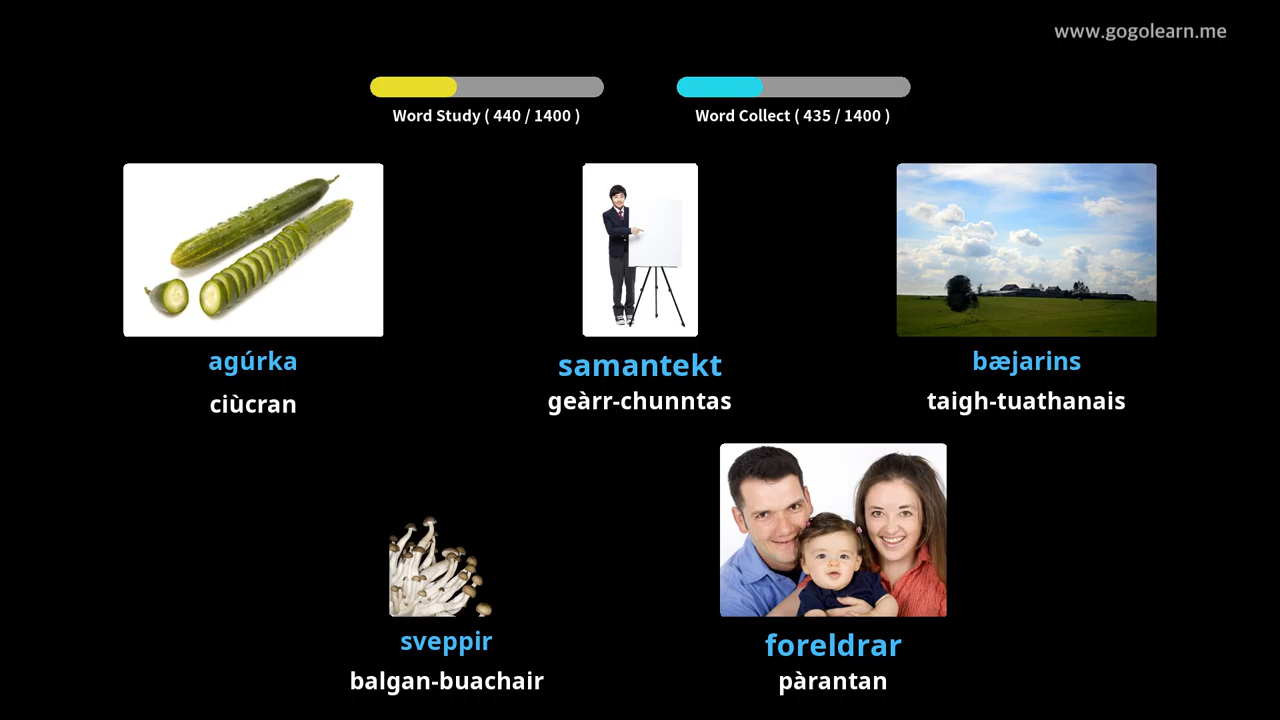 www.gogolearn.me
Word Study ( 440 / 1400 )
Word Collect ( 435 / 1400 )
agúrka
ciùcran
samantekt
geàrr-chunntas
bæjarins
taigh-tuathanais
sveppir
balgan-buachair
foreldrar
pàrantan